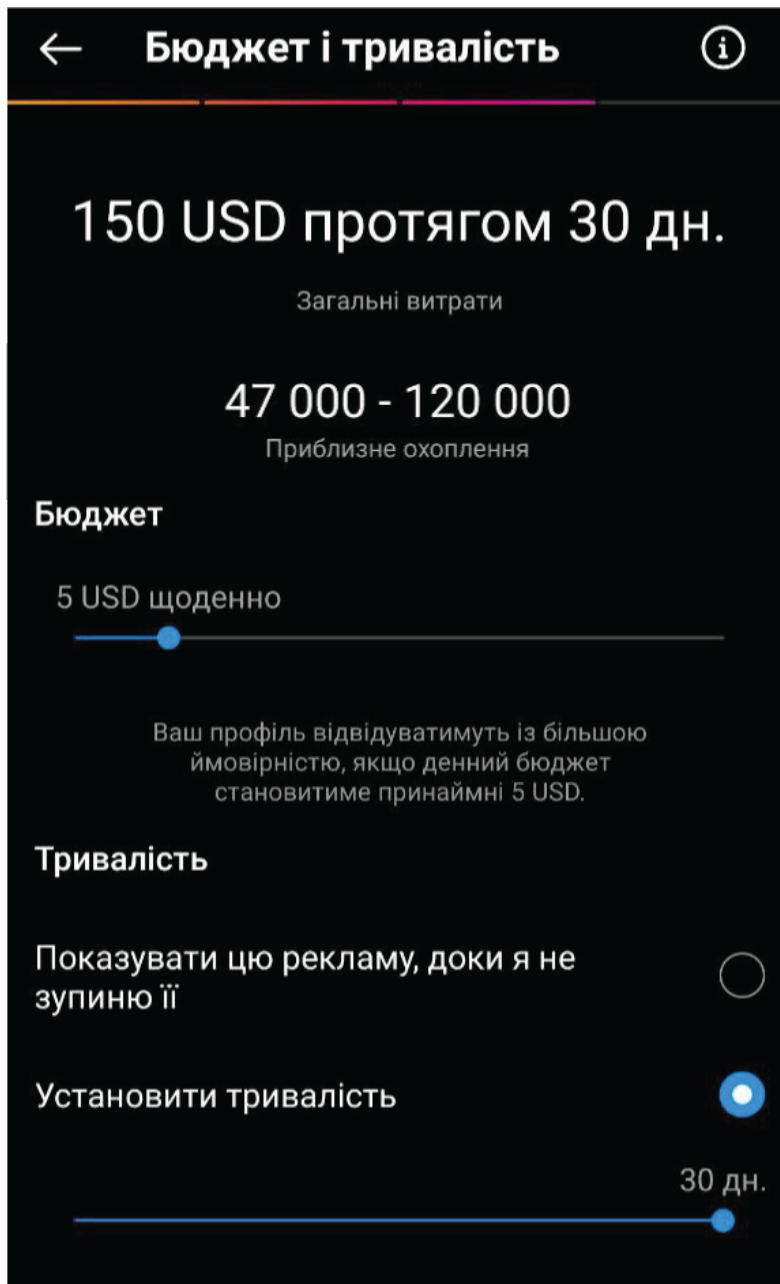 Бюджет і тривалість
150 USD протягом 30 дн.
Загальні витрати
47 000 - 120 000
Приблизне охоплення
Бюджет
5 USD щоденно
Ваш профіль відвідуватимуть із більшою
ймовірністю, якщо денний бюджет
становитиме принаймні 5 USD.
Тривалість
Показувати цю рекламу, доки я не
зупиню її
Установити тривалість
30 дн.